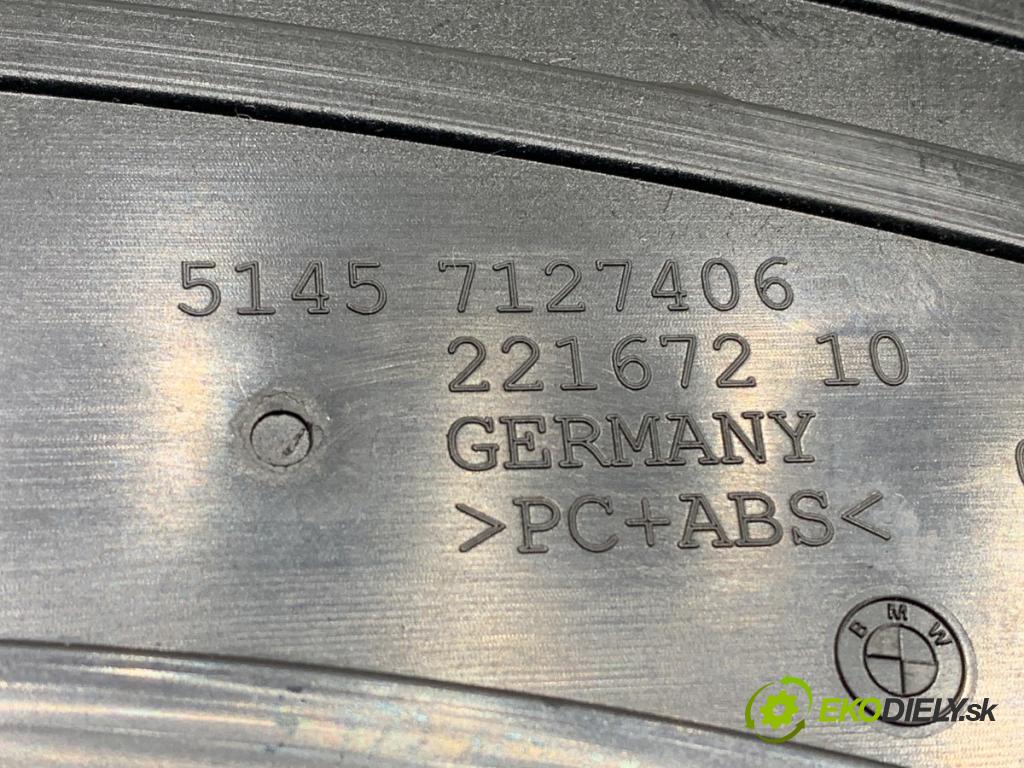 5145 7127406
221672 10
GERMANY
>PC+ABS<
BMW
EKODIELY.sk